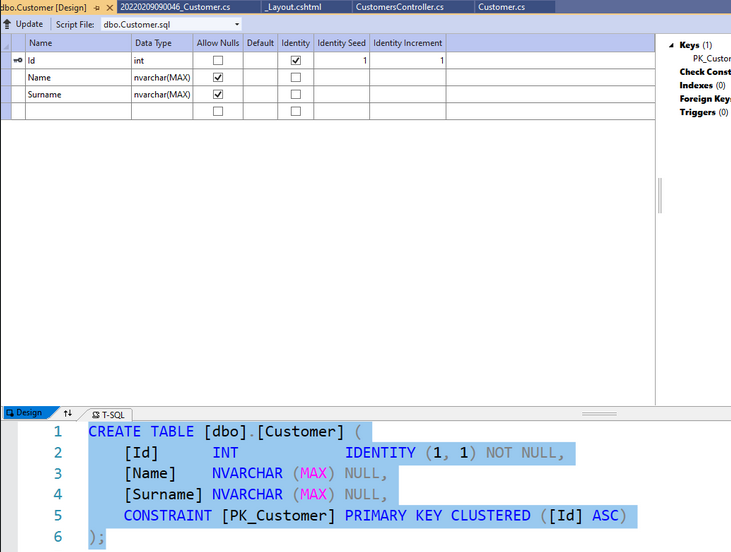 dbo.Customer [Design]
20220209090046_Customer.cs
_Layout.cshtml
CustomersController.cs
Customer.cs
Update
Script File: dbo.Customer.sql
Name Data Type Allow Nulls Default Identity Identity Seed Identity Increment
Id int 1 1
Name nvarchar(MAX)
Surname nvarchar(MAX)
Keys (1)
PK_Custor
Check Const
Indexes (0)
Foreign Keys
Triggers (0)
Design
T-SQL
1 CREATE TABLE [dbo].[Customer] (
2 [Id] INT IDENTITY (1, 1) NOT NULL,
3 [Name] NVARCHAR (MAX) NULL,
4 [Surname] NVARCHAR (MAX) NULL,
5 CONSTRAINT [PK_Customer] PRIMARY KEY CLUSTERED ([Id] ASC)
6 );